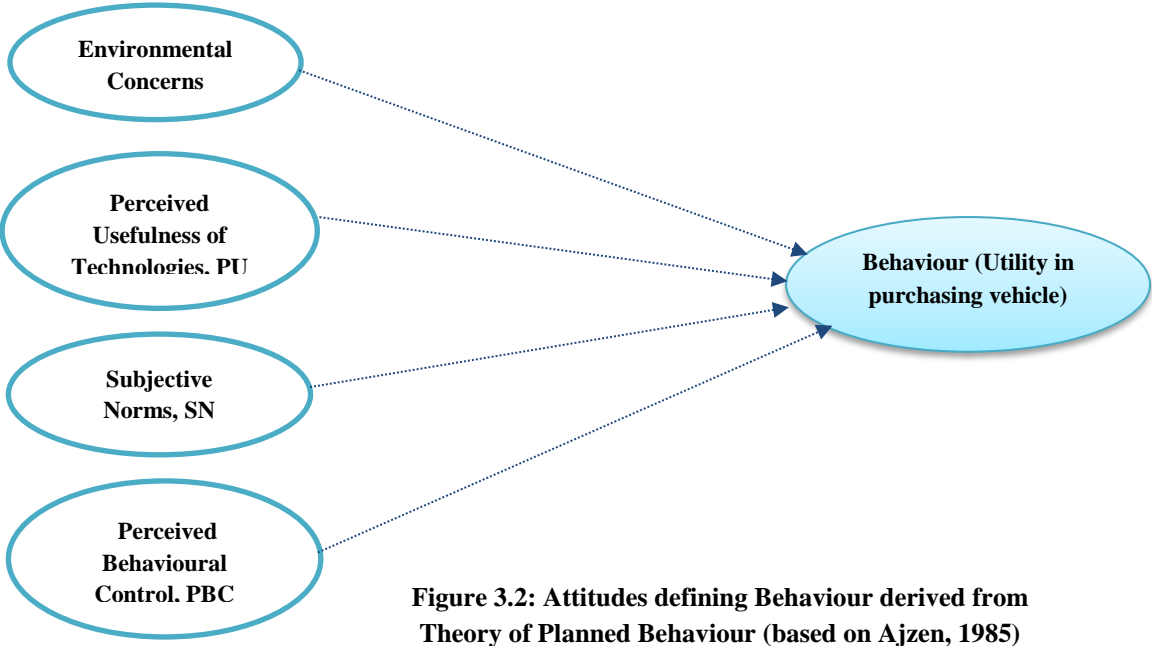 Environmental
Concerns
Perceived
Usefulness of
Technologies, PU
Subjective
Norms, SN
Perceived
Behavioural
Control, PBC
Behaviour (Utility in
purchasing vehicle)
Figure 3.2: Attitudes defining Behaviour derived from
Theory of Planned Behaviour (based on Ajzen, 1985)